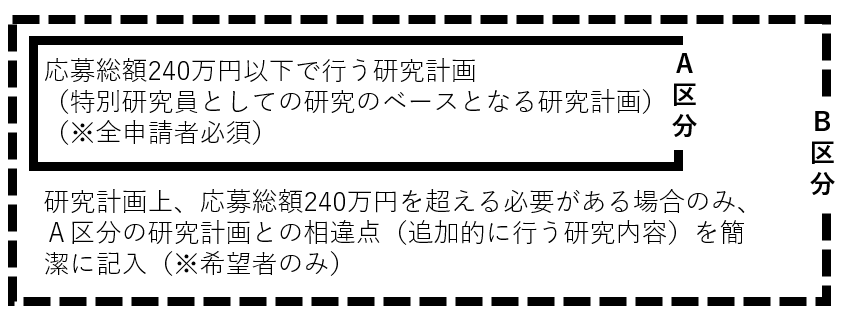 応募総額240万円以下で行う研究計画
（特別研究員としての研究のベースとなる研究計画）
（※全申請者必須）
A区分
研究計画上、応募総額240万円を超える必要がある場合のみ、
Ａ区分の研究計画との相違点（追加的に行う研究内容）を簡
潔に記入（※希望者のみ）
B区分